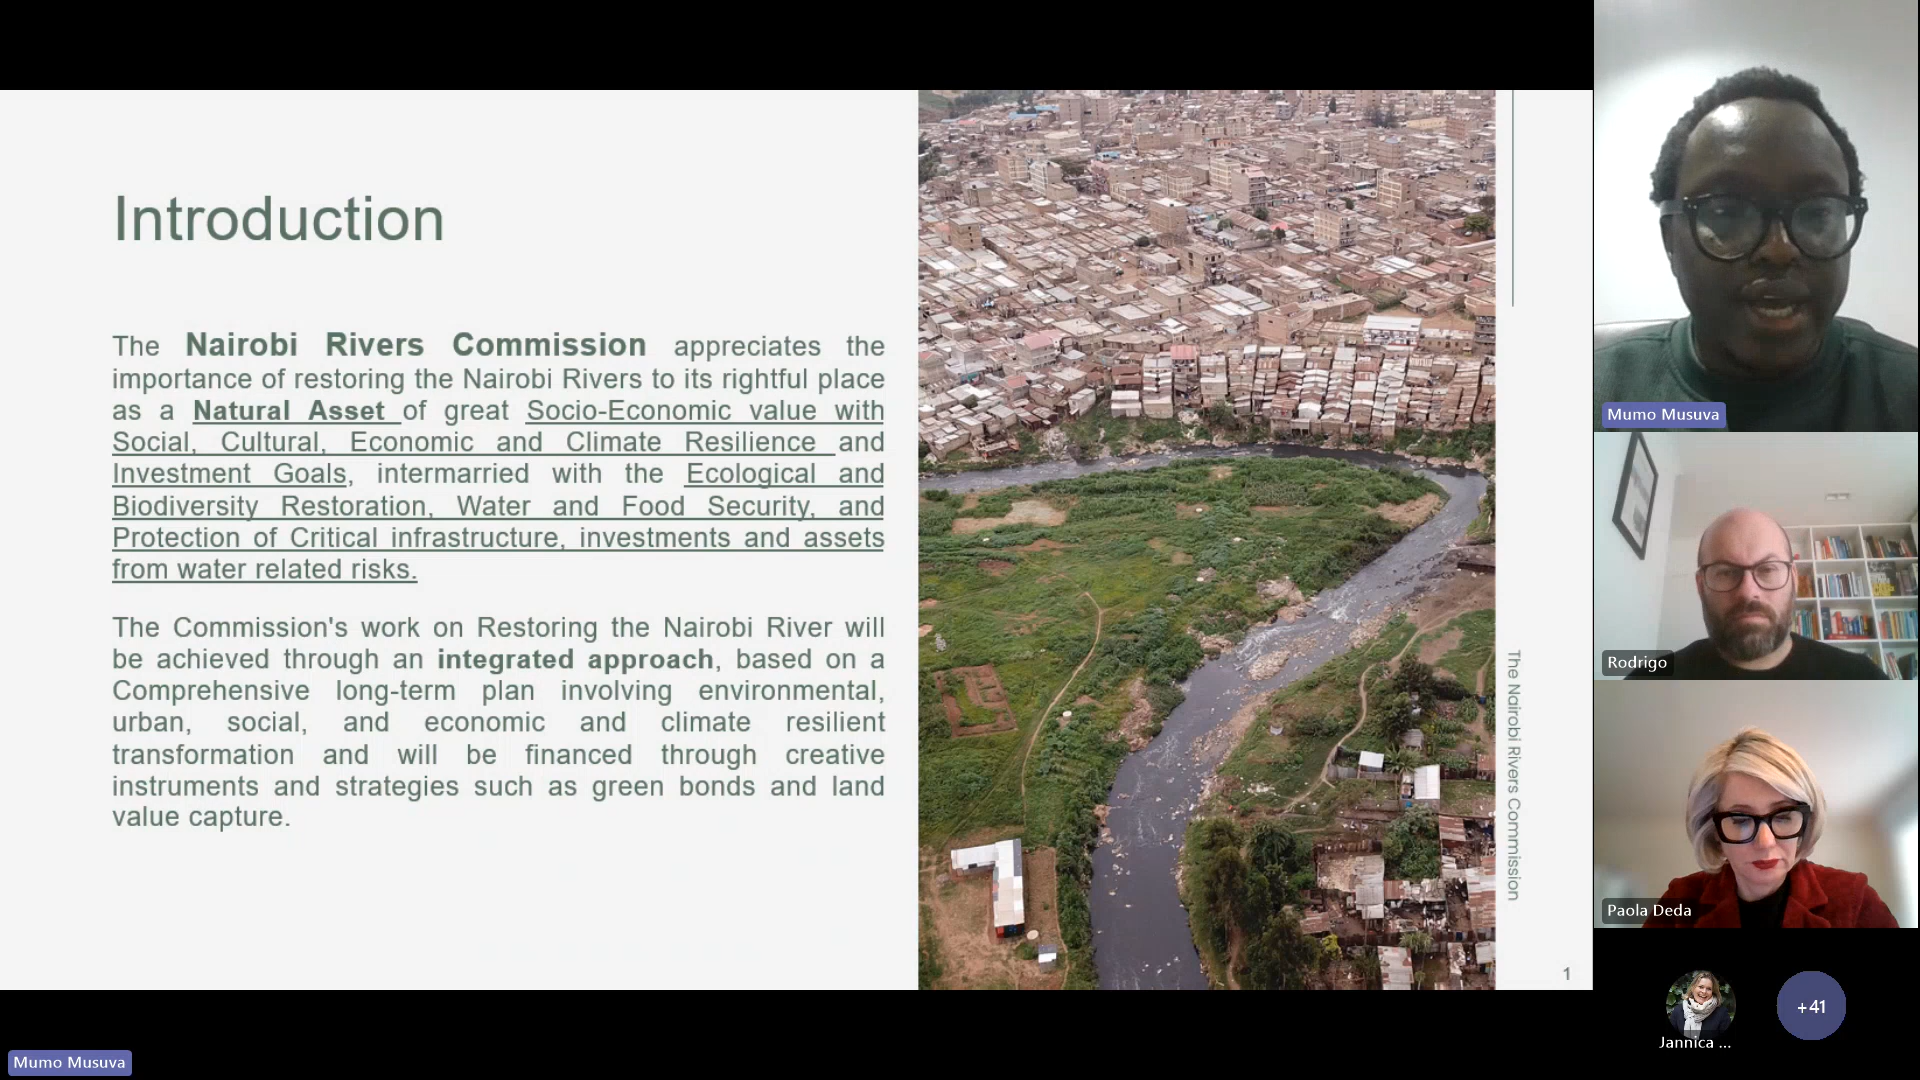 Introduction
The Nairobi Rivers Commission appreciates the
importance of restoring the Nairobi Rivers to its rightful place
as a Natural Asset of great Socio-Economic value with
Social, Cultural, Economic and Climate Resilience and
Investment Goals, intermarried with the Ecological and
Biodiversity Restoration, Water and Food Security, and
Protection of Critical infrastructure, investments and assets
from water related risks.
The Commission's work on Restoring the Nairobi River will
be achieved through an integrated approach, based on a
Comprehensive long-term plan involving environmental,
urban, social, and economic and climate resilient
transformation and will be financed through creative
instruments and strategies such as green bonds and land
value capture.
The Nairobi Rivers Commission
1
Mumo Musuva
Rodrigo
Paola Deda
Jannica ...
+41
Mumo Musuva